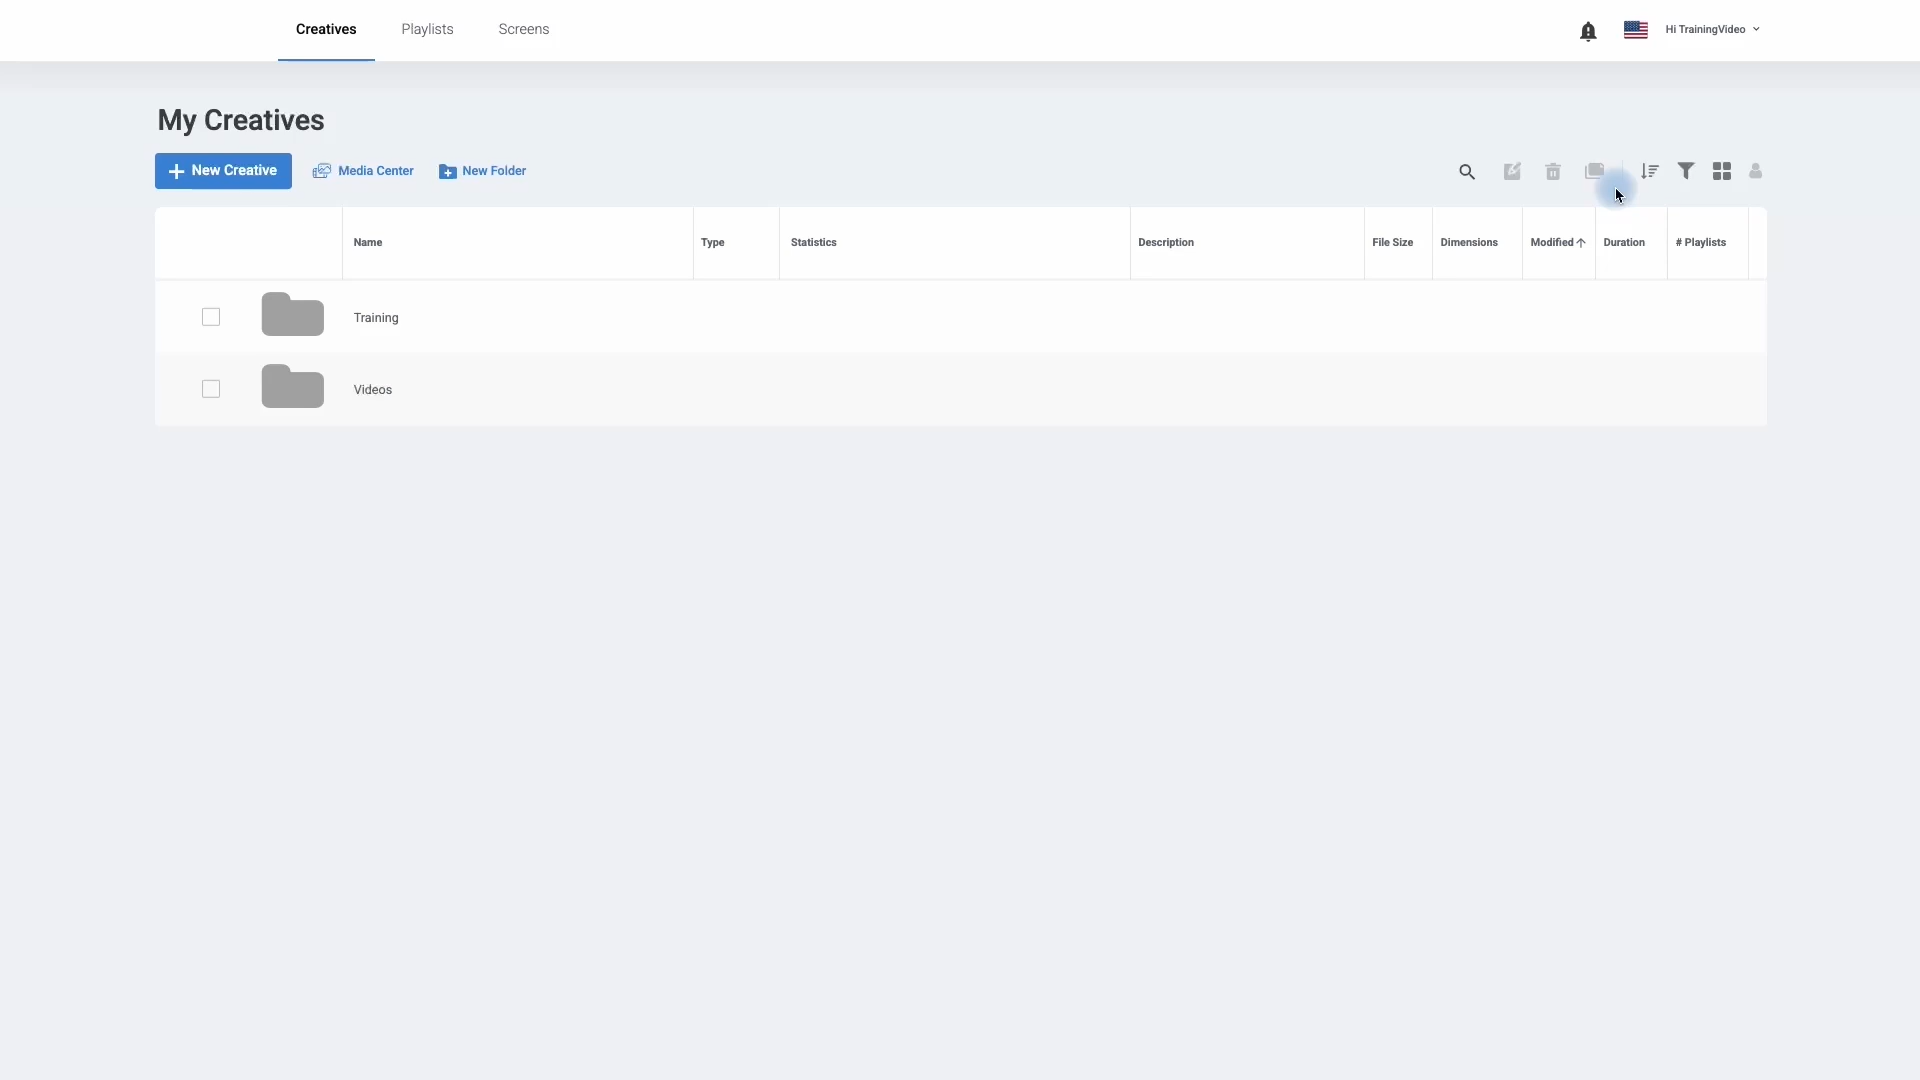 Creatives Playlists Screens Hi TrainingVideo
My Creatives
New Creative Media Center New Folder
Name Type Statistics Description File Size Dimensions Modified Duration # Playlists
Training
Videos